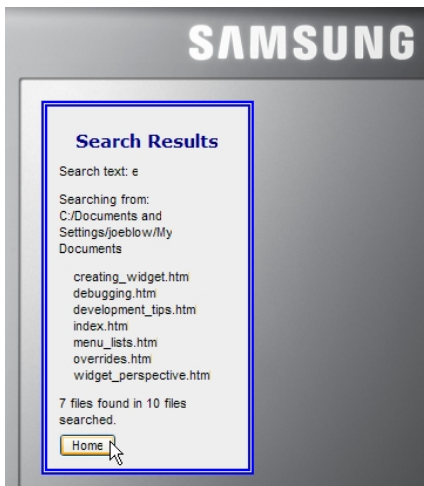 SAMSUNG
Search Results
Search text: e
Searching from:
C:/Documents and
Settings/joeblow/My
Documents
creating_widget.htm
debugging.htm
development_tips.htm
index.htm
menu_lists.htm
overrides.htm
widget_perspective.htm
7 files found in 10 files
searched.
Home